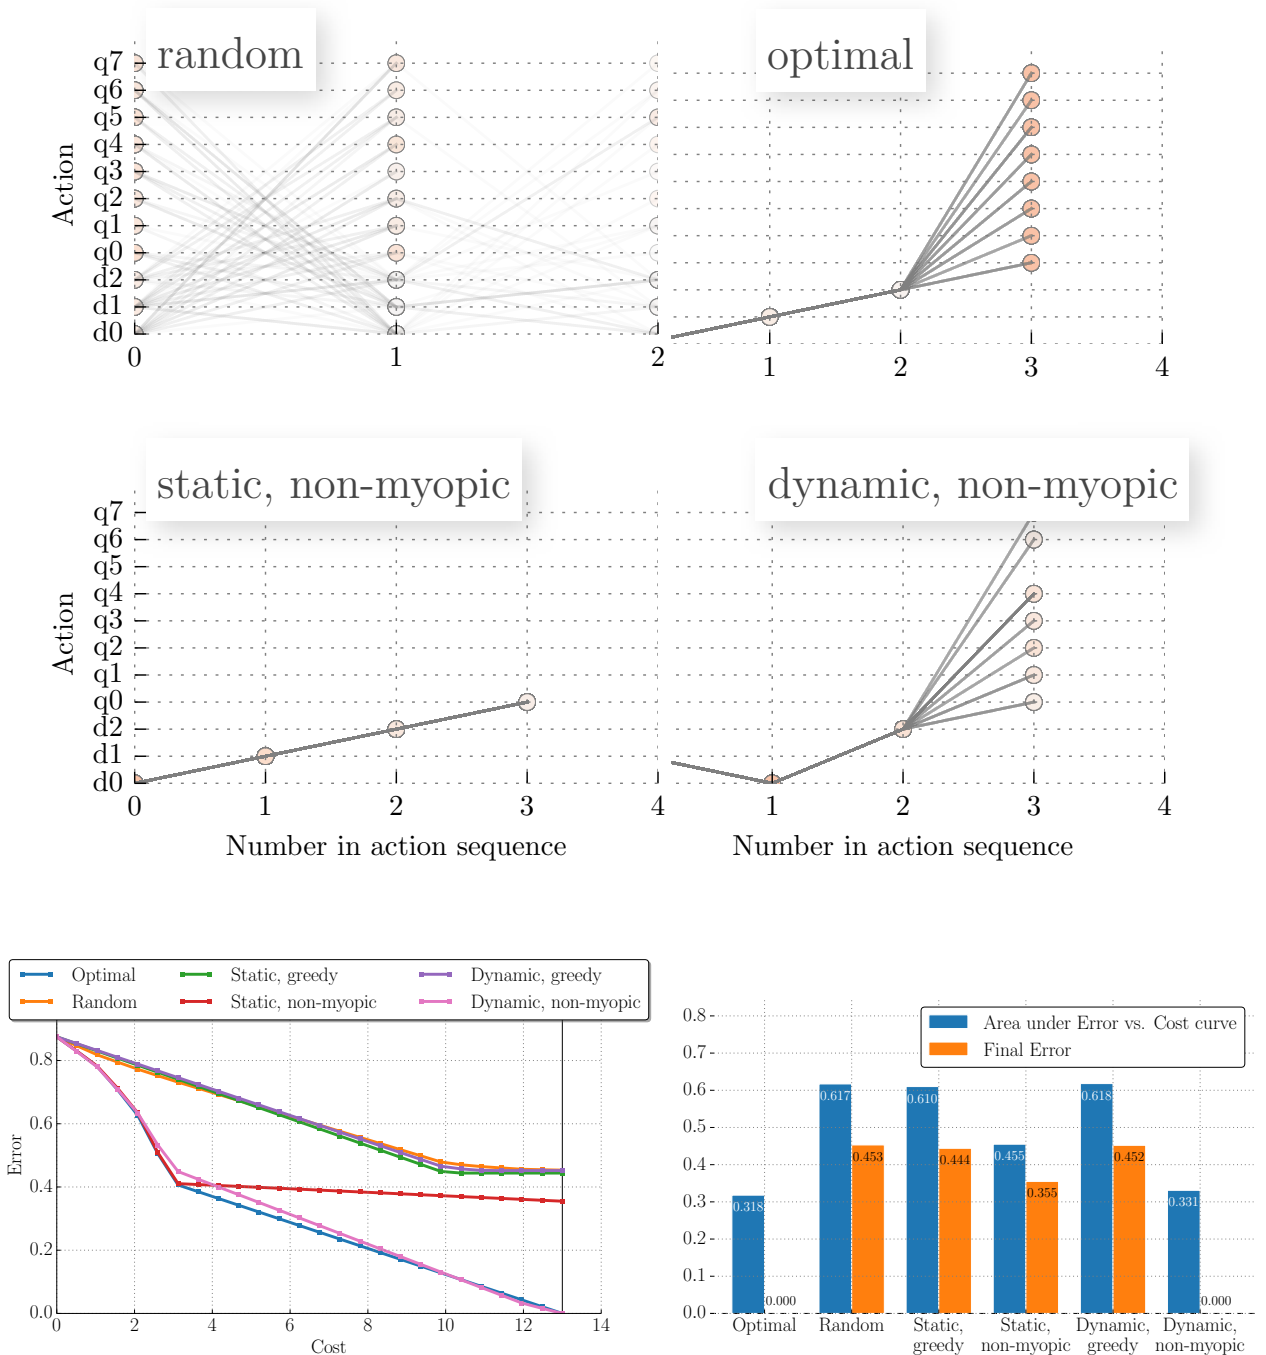 random
optimal
Action
q7
q6
q5
q4
q3
q2
q1
q0
d2
d1
d0
0 1 2
1 2 3 4
static, non-myopic
dynamic, non-myopic
Action
q7
q6
q5
q4
q3
q2
q1
q0
d2
d1
d0
0 1 2 3 4
1 2 3 4
Number in action sequence
Number in action sequence
Optimal
Random
Static, greedy
Static, non-myopic
Dynamic, greedy
Dynamic, non-myopic
Error
0.8
0.6
0.4
0.2
0.0
0 2 4 6 8 10 12 14
Cost
Area under Error vs. Cost curve
Final Error
0.8
0.7
0.6
0.5
0.4
0.3
0.2
0.1
0.0
0.318
0.000
0.617
0.453
0.610
0.444
0.455
0.355
0.618
0.452
0.331
0.000
Optimal
Random
Static,
greedy
Static,
non-myopic
Dynamic,
greedy
Dynamic,
non-myopic